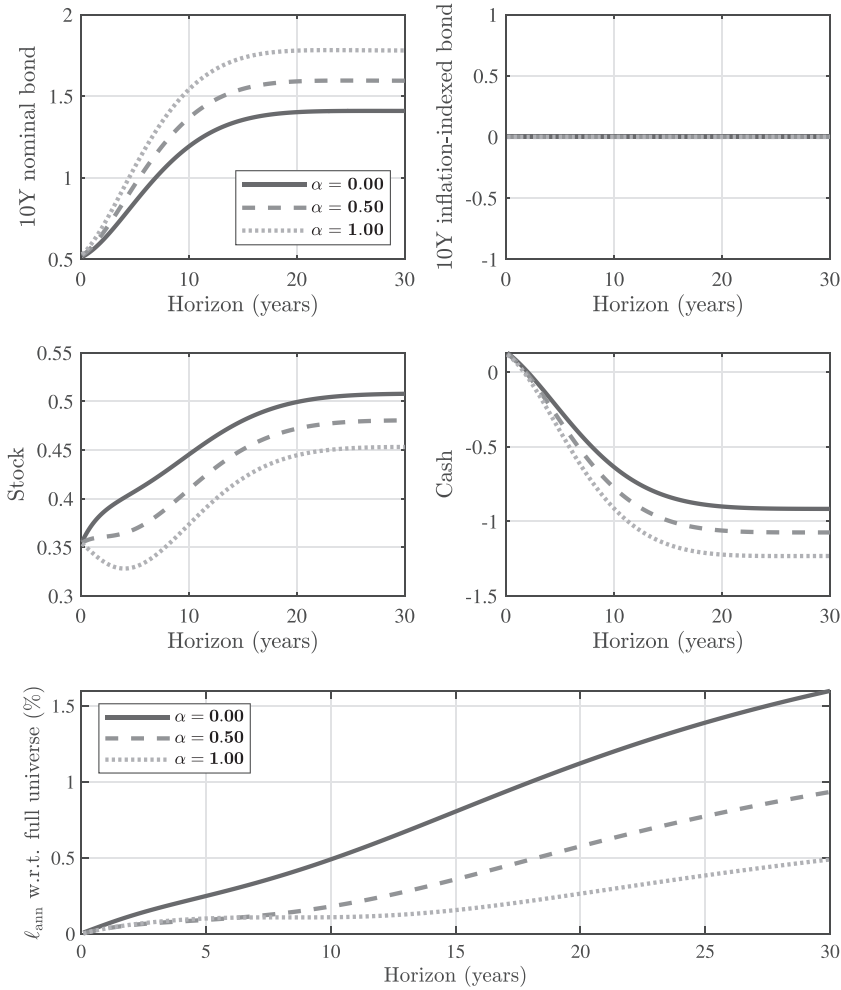 2
1.5
1
0.5
10Y nominal bond
α = 0.00
α = 0.50
α = 1.00
0
10
20
30
Horizon (years)
1
0.5
0
-0.5
-1
10Y inflation-indexed bond
0
10
20
30
Horizon (years)
0.55
0.5
0.45
0.4
0.35
0.3
Stock
0
10
20
30
Horizon (years)
0
-0.5
-1
-1.5
Cash
0
10
20
30
Horizon (years)
1.5
1
0.5
0
ℓann w.r.t. full universe (%)
α = 0.00
α = 0.50
α = 1.00
0
5
10
15
20
25
30
Horizon (years)